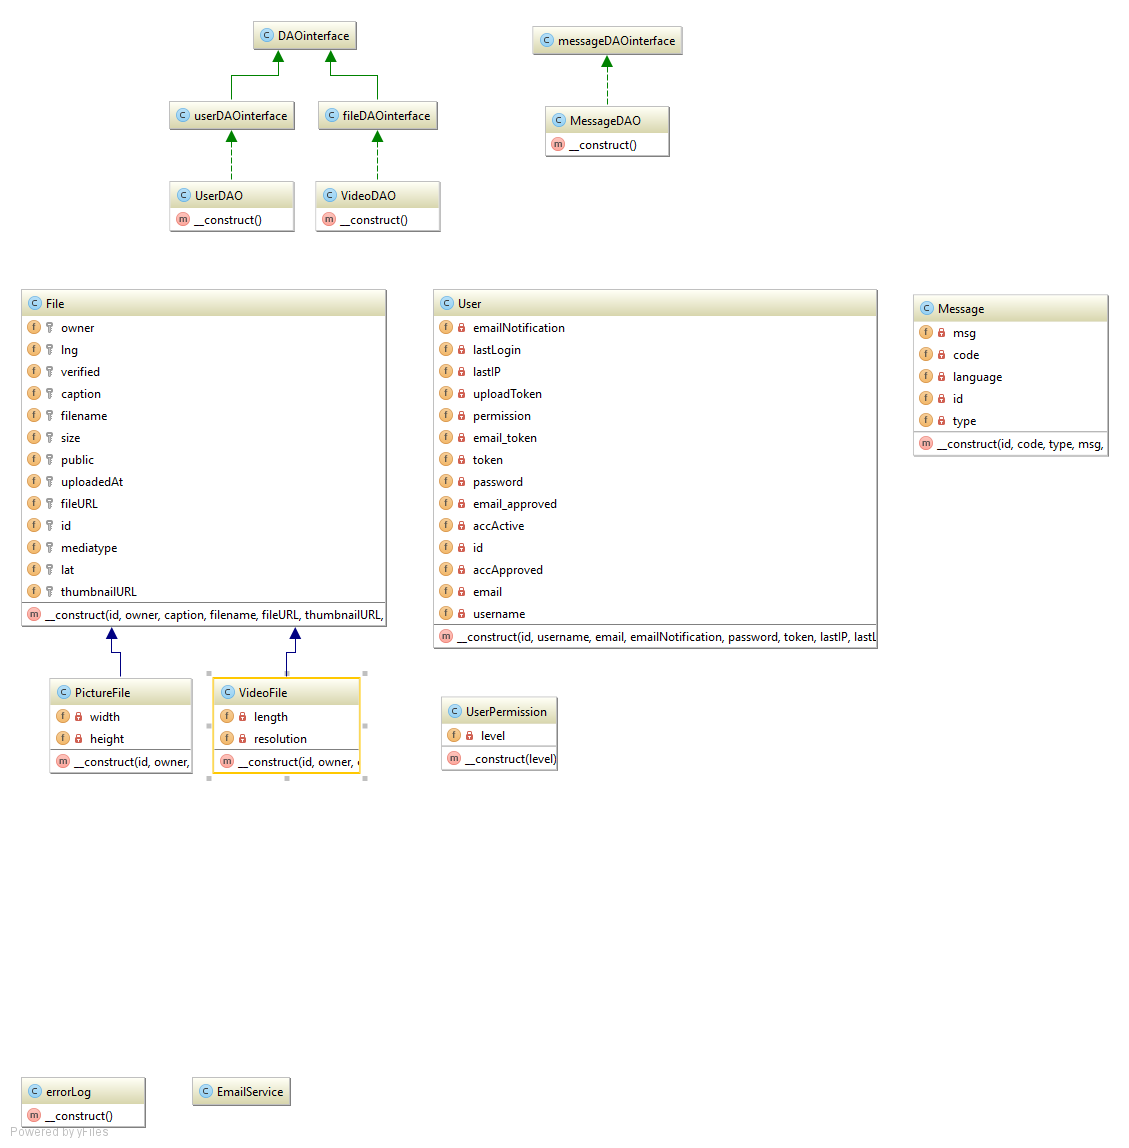 DAOinterface
messageDAOinterface
userDAOinterface
fileDAOinterface
MessageDAO
__construct()
UserDAO
__construct()
VideoDAO
__construct()
File
owner
lng
verified
caption
filename
size
public
uploadedAt
fileURL
id
mediatype
lat
thumbnailURL
__construct(id, owner, caption, filename, fileURL, thumbnailURL,
User
emailNotification
lastLogin
lastIP
uploadToken
permission
email_token
token
password
email_approved
accActive
id
accApproved
email
username
__construct(id, username, email, emailNotification, password, token, lastIP, lastL
Message
msg
code
language
id
type
__construct(id, code, type, msg,
PictureFile
width
height
__construct(id, owner,
VideoFile
length
resolution
__construct(id, owner,
UserPermission
level
__construct(level)
errorLog
__construct()
EmailService
Powered by yFiles